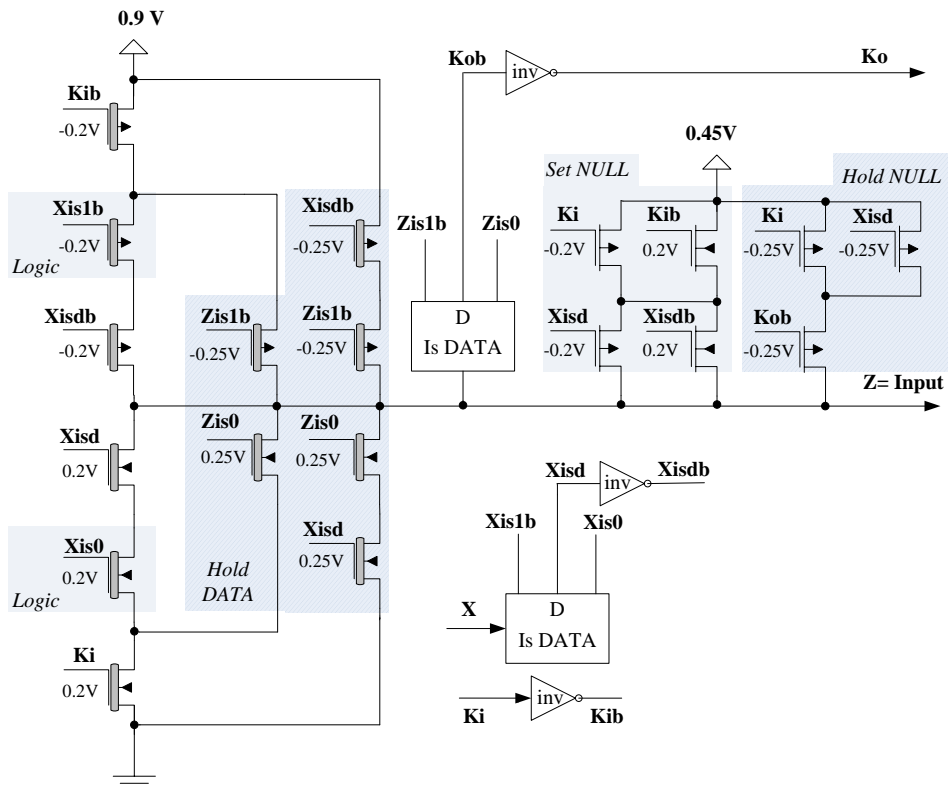 0.9 V
Kib
-0.2V
Xis1b
-0.2V
Logic
Xisdb
-0.2V
Xisd
0.2V
Xis0
0.2V
Logic
Ki
0.2V
Zis1b
-0.25V
Zis0
0.25V
Hold
DATA
Xisdb
-0.25V
Zis1b
-0.25V
Zis0
0.25V
Xisd
0.25V
Kob
inv
Ko
Zis1b
Zis0
D
Is DATA
0.45V
Set NULL
Ki
-0.2V
Kib
0.2V
Xisd
-0.2V
Xisdb
0.2V
Hold NULL
Ki
-0.25V
Xisd
-0.25V
Kob
-0.25V
Z= Input
Xisd
inv
Xisdb
Xis1b
Xis0
X
D
Is DATA
Ki
inv
Kib